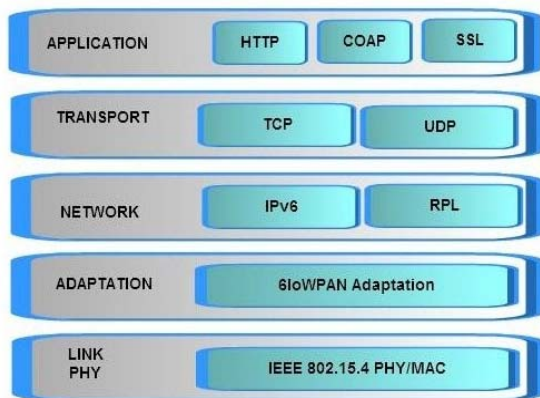 APPLICATION HTTP COAP SSL
TRANSPORT TCP UDP
NETWORK IPv6 RPL
ADAPTATION 6loWPAN Adaptation
LINK
PHY IEEE 802.15.4 PHY/MAC